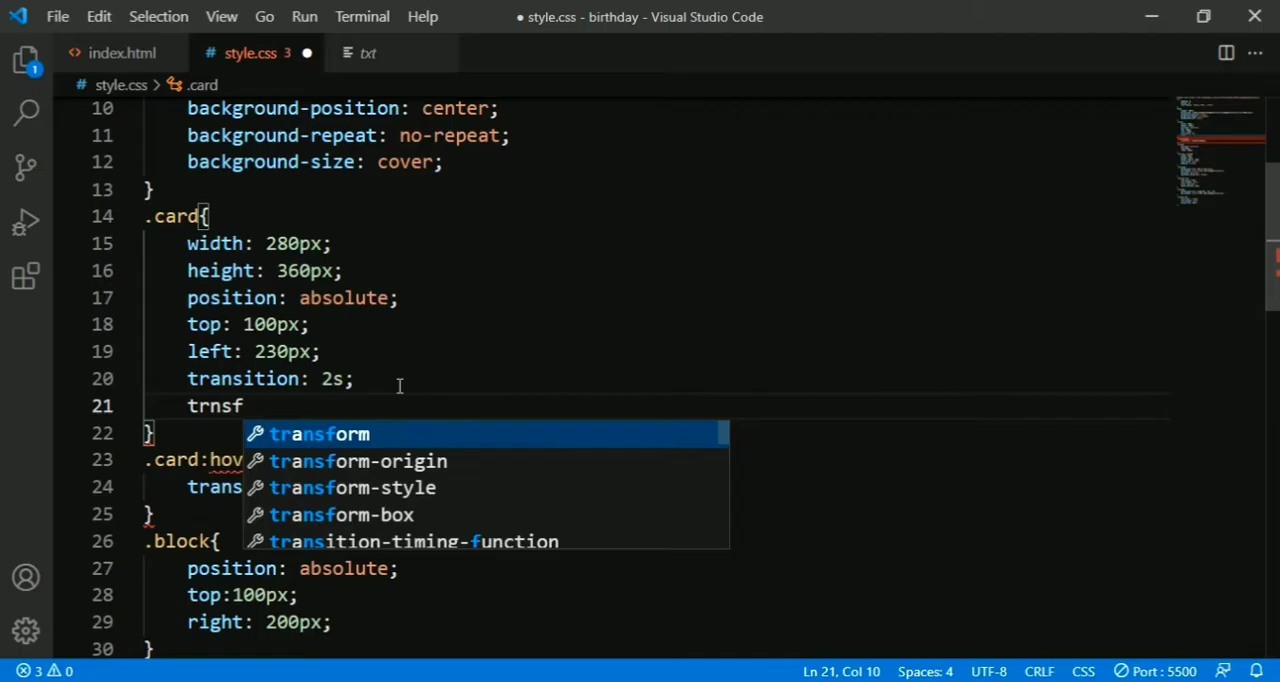 File Edit Selection View Go Run Terminal Help ● style.css - birthday - Visual Studio Code
<> index.html # style.css 3 ● txt
# style.css > .card
10 background-position: center;
11 background-repeat: no-repeat;
12 background-size: cover;
13 }
14 .card{
15 width: 280px;
16 height: 360px;
17 position: absolute;
18 top: 100px;
19 left: 230px;
20 transition: 2s;
21 trnsf
22 } transform
23 .card:hov transform-origin
24 trans transform-style
25 } transform-box
26 .block{ transition-timing-function
27 position: absolute;
28 top:100px;
29 right: 200px;
30 }
1
3 0 Ln 21, Col 10 Spaces: 4 UTF-8 CRLF CSS Port : 5500